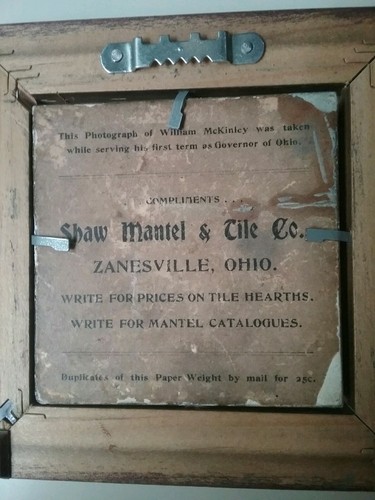 This Photograph of William McKinley was taken
while serving his first term as Governor of Ohio.
COMPLIMENTS . . .
Shaw Mantel & Tile Co.
ZANESVILLE, OHIO.
WRITE FOR PRICES ON TILE HEARTHS.
WRITE FOR MANTEL CATALOGUES.
Duplicates of this Paper Weight by mail for 25c.